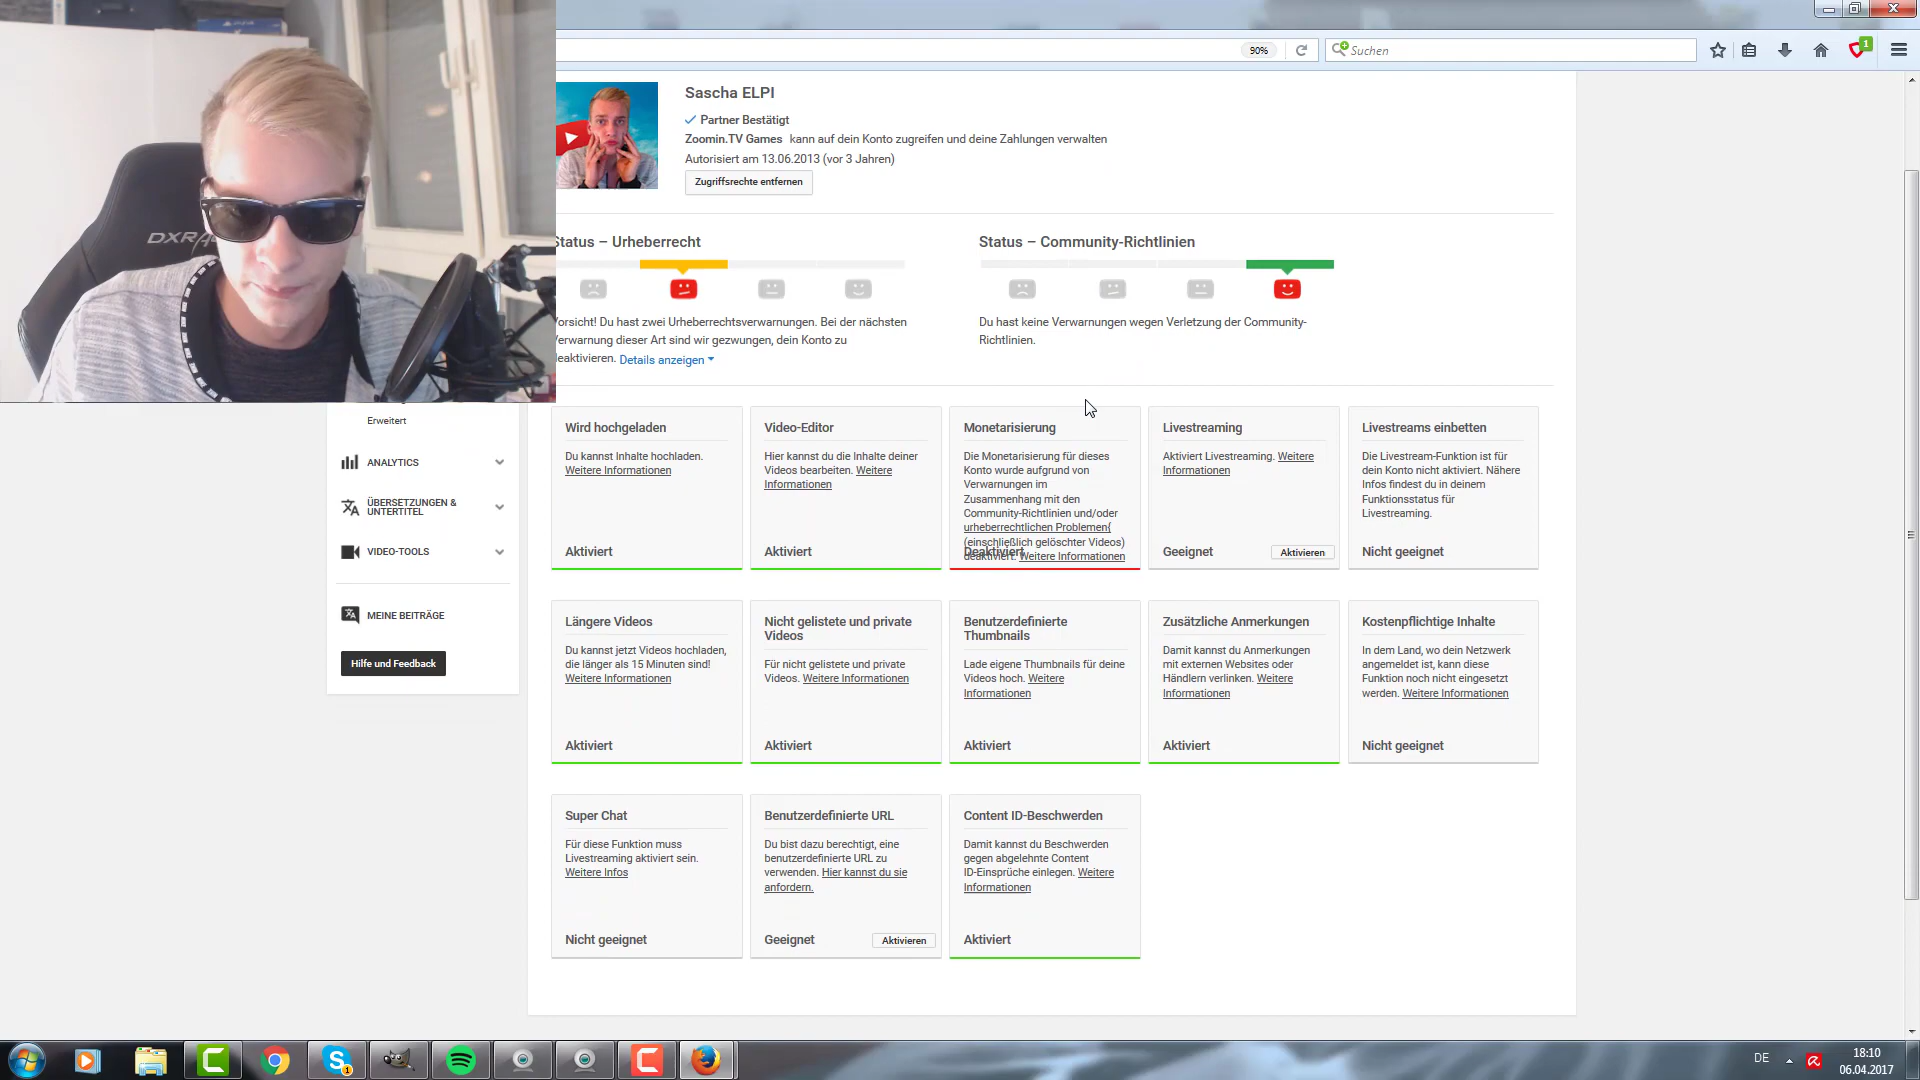 90%
Suchen
1
Sascha ELPI
Partner Bestätigt
Zoomin.TV Games kann auf dein Konto zugreifen und deine Zahlungen verwalten
Autorisiert am 13.06.2013 (vor 3 Jahren)
Zugriffsrechte entfernen
Status – Urheberrecht
Vorsicht! Du hast zwei Urheberrechtsverwarnungen. Bei der nächsten
Verwarnung dieser Art sind wir gezwungen, dein Konto zu
deaktivieren. Details anzeigen
Status – Community-Richtlinien
Du hast keine Verwarnungen wegen Verletzung der Community-
Richtlinien.
Erweitert
ANALYTICS
ÜBERSETZUNGEN &
UNTERTITEL
VIDEO-TOOLS
MEINE BEITRÄGE
Hilfe und Feedback
Wird hochgeladen
Du kannst Inhalte hochladen.
Weitere Informationen
Aktiviert
Video-Editor
Hier kannst du die Inhalte deiner
Videos bearbeiten. Weitere
Informationen
Aktiviert
Monetarisierung
Die Monetarisierung für dieses
Konto wurde aufgrund von
Verwarnungen im
Zusammenhang mit den
Community-Richtlinien und/oder
urheberrechtlichen Problemen{
(einschließlich gelöschter Videos)
deaktiviert. Weitere Informationen
Deaktiviert
Livestreaming
Aktiviert Livestreaming. Weitere
Informationen
Geeignet
Aktivieren
Livestreams einbetten
Die Livestream-Funktion ist für
dein Konto nicht aktiviert. Nähere
Infos findest du in deinem
Funktionsstatus für
Livestreaming.
Nicht geeignet
Längere Videos
Du kannst jetzt Videos hochladen,
die länger als 15 Minuten sind!
Weitere Informationen
Aktiviert
Nicht gelistete und private
Videos
Für nicht gelistete und private
Videos. Weitere Informationen
Aktiviert
Benutzerdefinierte
Thumbnails
Lade eigene Thumbnails für deine
Videos hoch. Weitere
Informationen
Aktiviert
Zusätzliche Anmerkungen
Damit kannst du Anmerkungen
mit externen Websites oder
Händlern verlinken. Weitere
Informationen
Aktiviert
Kostenpflichtige Inhalte
In dem Land, wo dein Netzwerk
angemeldet ist, kann diese
Funktion noch nicht eingesetzt
werden. Weitere Informationen
Nicht geeignet
Super Chat
Für diese Funktion muss
Livestreaming aktiviert sein.
Weitere Infos
Nicht geeignet
Benutzerdefinierte URL
Du bist dazu berechtigt, eine
benutzerdefinierte URL zu
verwenden. Hier kannst du sie
anfordern.
Geeignet
Aktivieren
Content ID-Beschwerden
Damit kannst du Beschwerden
gegen abgelehnte Content
ID-Einsprüche einlegen. Weitere
Informationen
Aktiviert
DE
18:10
06.04.2017